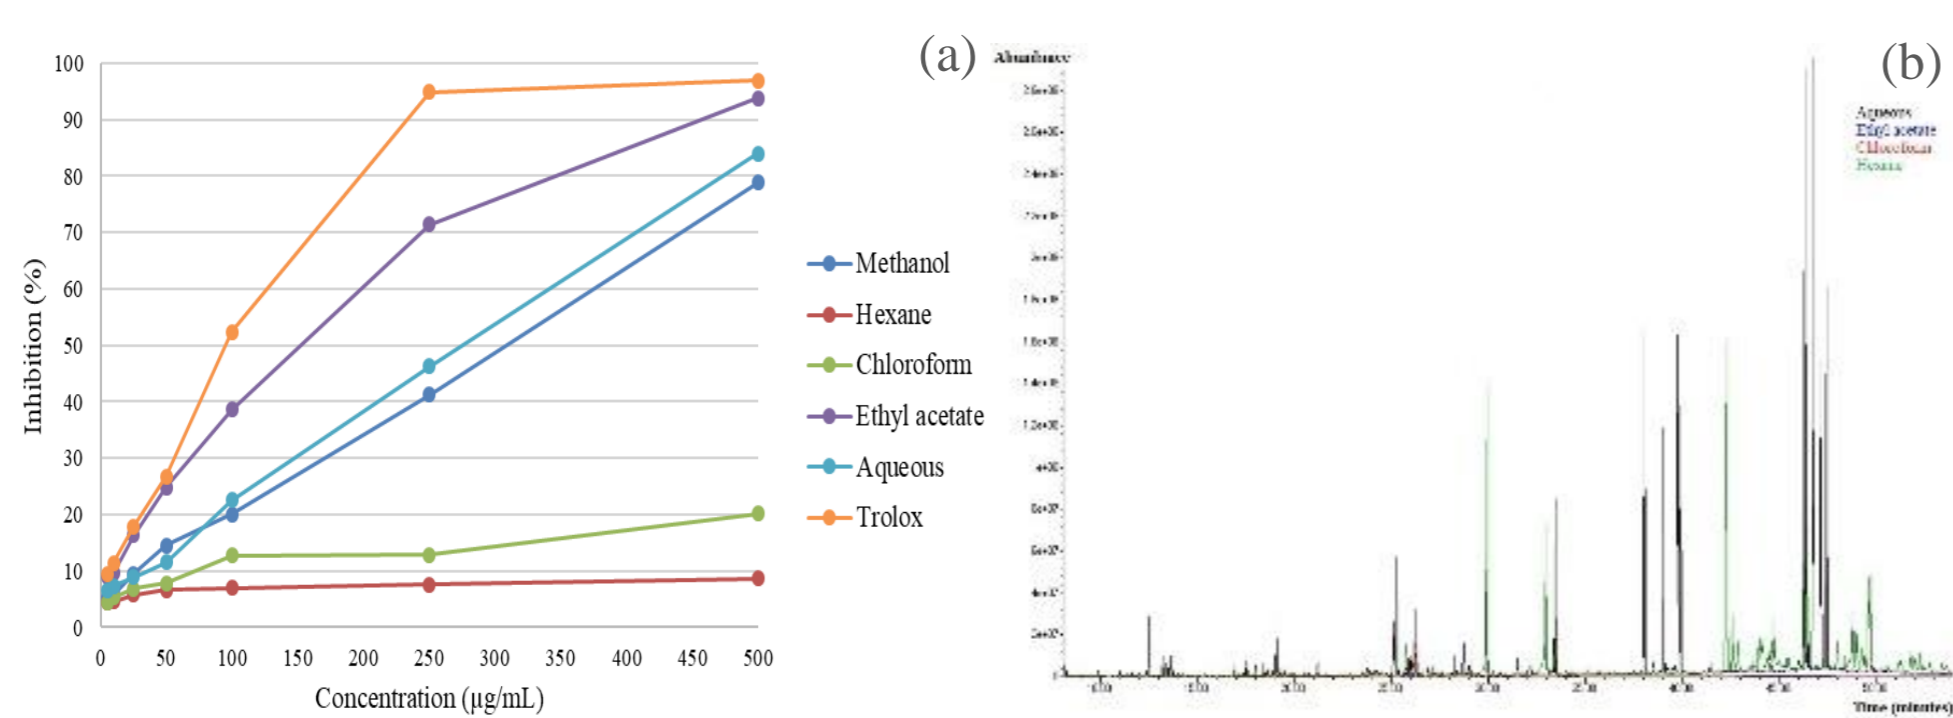 (a)
100
90
80
70
60
50
40
30
20
10
0
Inhibition (%)
0 50 100 150 200 250 300 350 400 450 500
Concentration (µg/mL)
Methanol
Hexane
Chloroform
Ethyl acetate
Aqueous
Trolox
(b)
Abundance
Aqueous
Ethyl acetate
Chloroform
Hexane
Time (minutes)